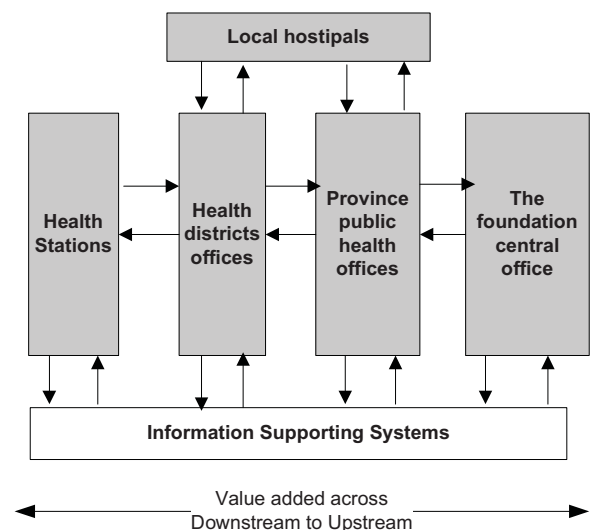 Local hostipals
Health
Stations
Health
districts
offices
Province
public
health
offices
The
foundation
central
office
Information Supporting Systems
Value added across
Downstream to Upstream